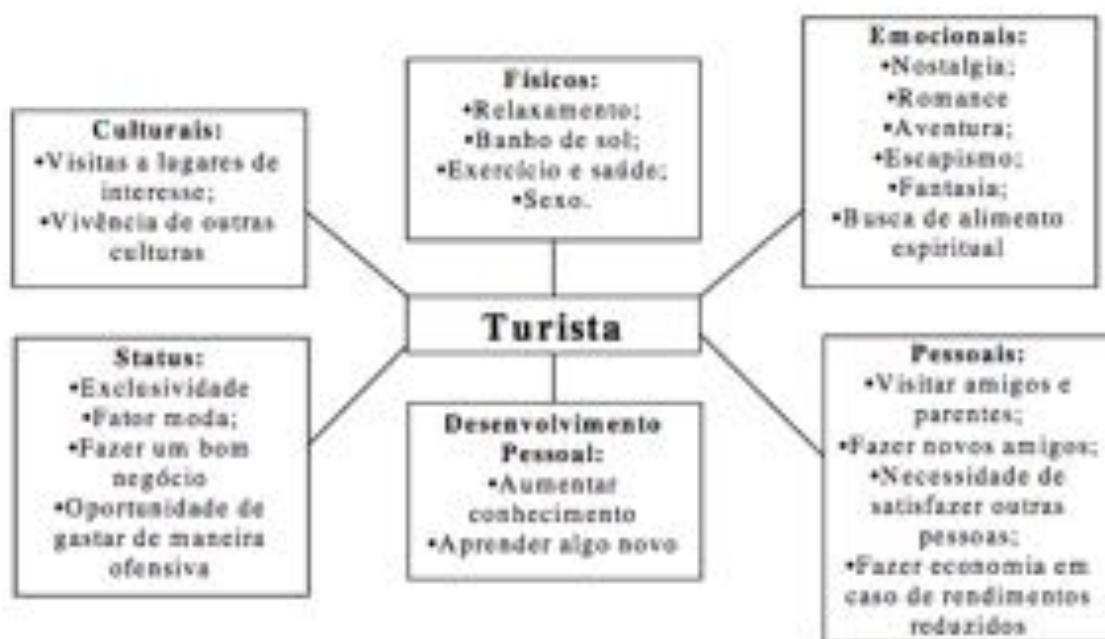 Culturais:
•Visitas a lugares de
interesse;
•Vivência de outras
culturas
Físicos:
•Relaxamento;
•Banho de sol;
•Exercício e saúde;
•Sexo.
Emocionais:
•Nostalgia;
•Romance
•Aventura;
•Escapismo;
•Fantasia;
•Busca de alimento
espiritual
Turista
Status:
•Exclusividade
•Fator moda;
•Fazer um bom
negócio
•Oportunidade de
gastar de maneira
ofensiva
Desenvolvimento
Pessoal:
•Aumentar
conhecimento
•Aprender algo novo
Pessoais:
•Visitar amigos e
parentes;
•Fazer novos amigos;
•Necessidade de
satisfazer outras
pessoas;
•Fazer economia em
caso de rendimentos
reduzidos